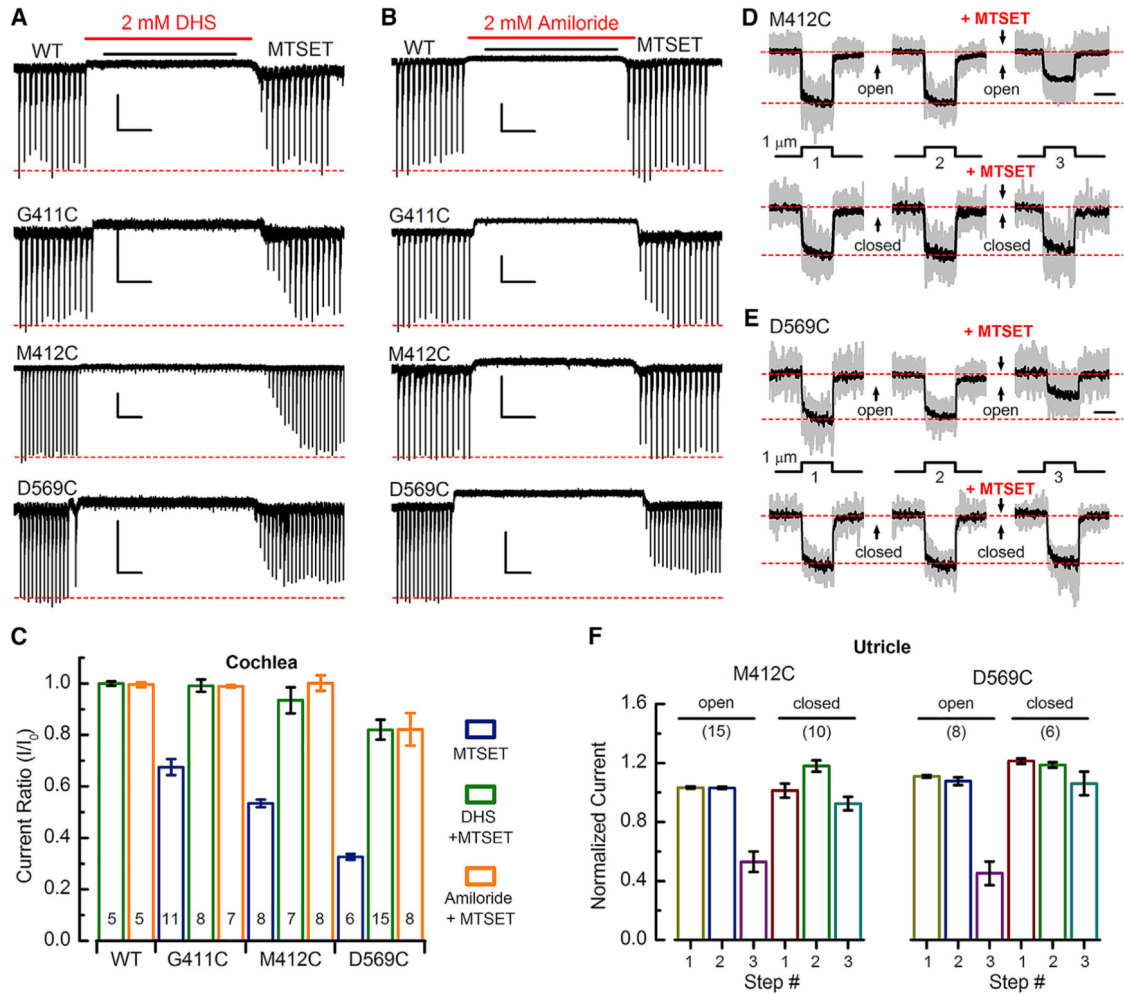 A
2 mM DHS
WT
MTSET
G411C
M412C
D569C
B
2 mM Amiloride
WT
MTSET
G411C
M412C
D569C
D
M412C
+ MTSET
open
open
1 μm
1
2
3
+ MTSET
closed
closed
E
D569C
+ MTSET
open
open
1 μm
1
2
3
+ MTSET
closed
closed
C
Cochlea
Current Ratio (I/I0)
1.0
0.8
0.6
0.4
0.2
0.0
5 5 11 8 7 8 7 8 6 15 8
WT G411C M412C D569C
MTSET
DHS
+MTSET
Amiloride
+ MTSET
F
Utricle
M412C D569C
open closed open closed
(15) (10) (8) (6)
Normalized Current
1.6
1.2
0.8
0.4
0.0
1 2 3 1 2 3 1 2 3 1 2 3
Step # Step #